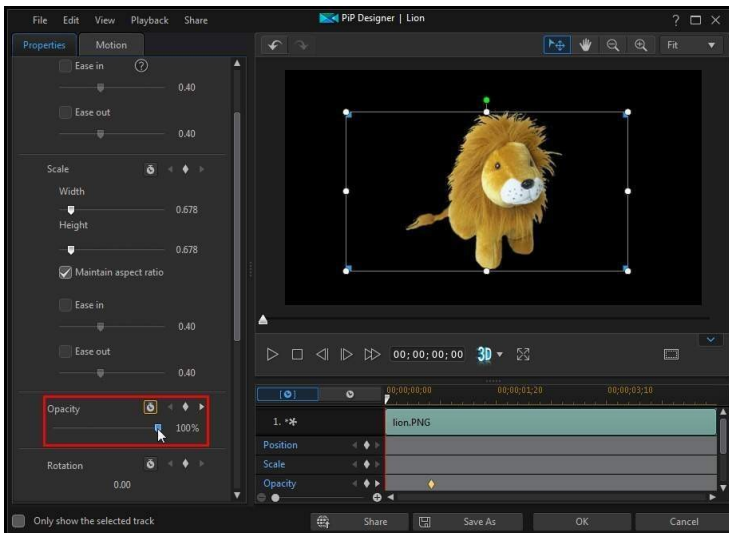 File Edit View Playback Share
PiP Designer | Lion
Properties Motion
Fit
Ease in
0.40
Ease out
0.40
Scale
Width
0.678
Height
0.678
Maintain aspect ratio
Ease in
0.40
Ease out
0.40
Opacity
100%
Rotation
0.00
00;00;00;00
3D
00;00;00;00 00;00;01;20 00;00;03;10
1.
lion.PNG
Position
Scale
Opacity
Only show the selected track
Share
Save As
OK
Cancel